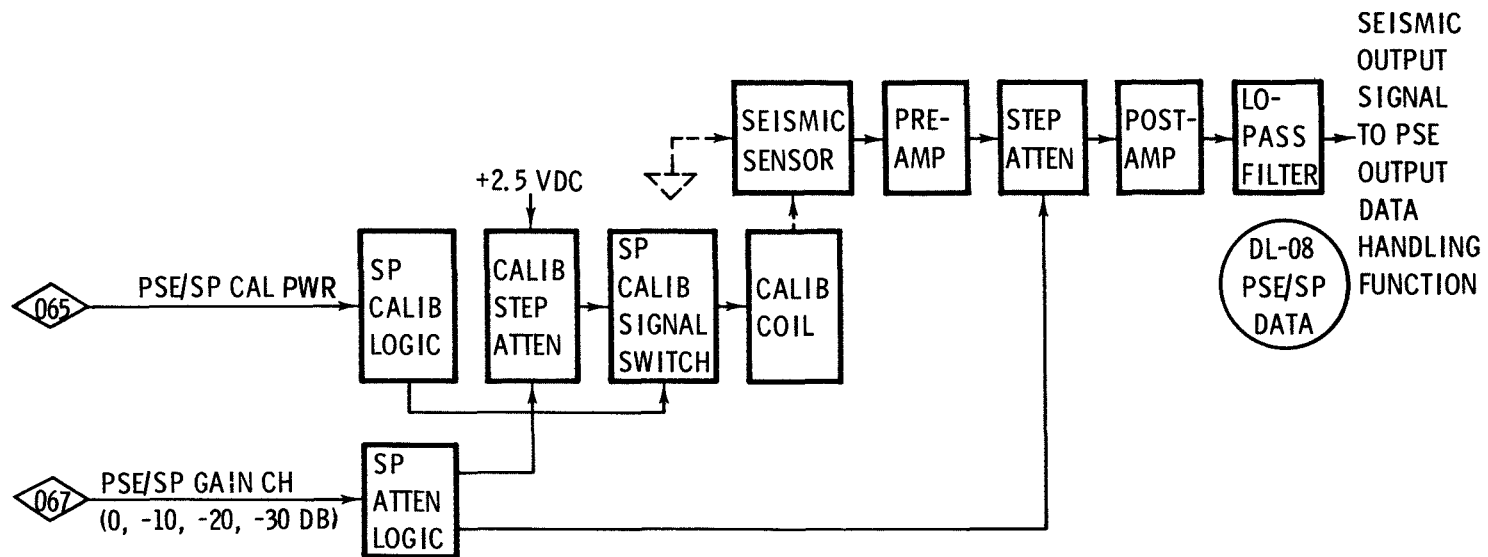 SEISMIC
OUTPUT
SIGNAL
TO PSE
OUTPUT
DATA
HANDLING
FUNCTION
SEISMIC
SENSOR
PRE-
AMP
STEP
ATTEN
POST-
AMP
LO-
PASS
FILTER
+2.5 VDC
065
PSE/SP CAL PWR
SP
CALIB
LOGIC
CALIB
STEP
ATTEN
SP
CALIB
SIGNAL
SWITCH
CALIB
COIL
DL-08
PSE/SP
DATA
067
PSE/SP GAIN CH
(0, -10, -20, -30 DB)
SP
ATTEN
LOGIC